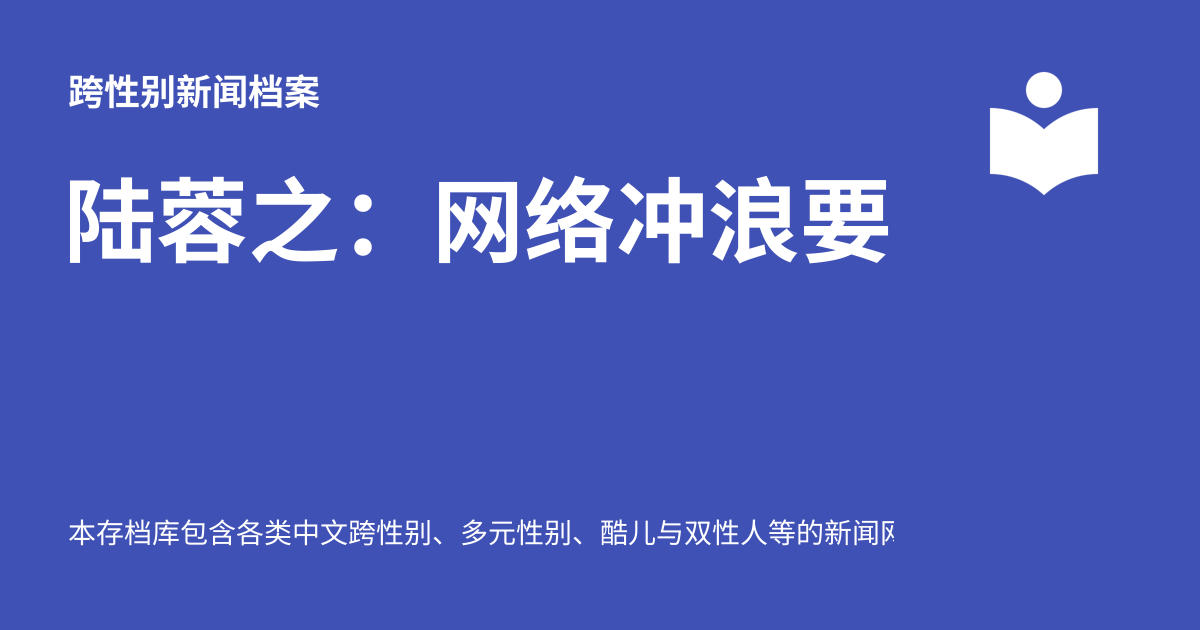 跨性别新闻档案
陆蓉之：网络冲浪要
本存档库包含各类中文跨性别、多元性别、酷儿与双性人等的新闻网